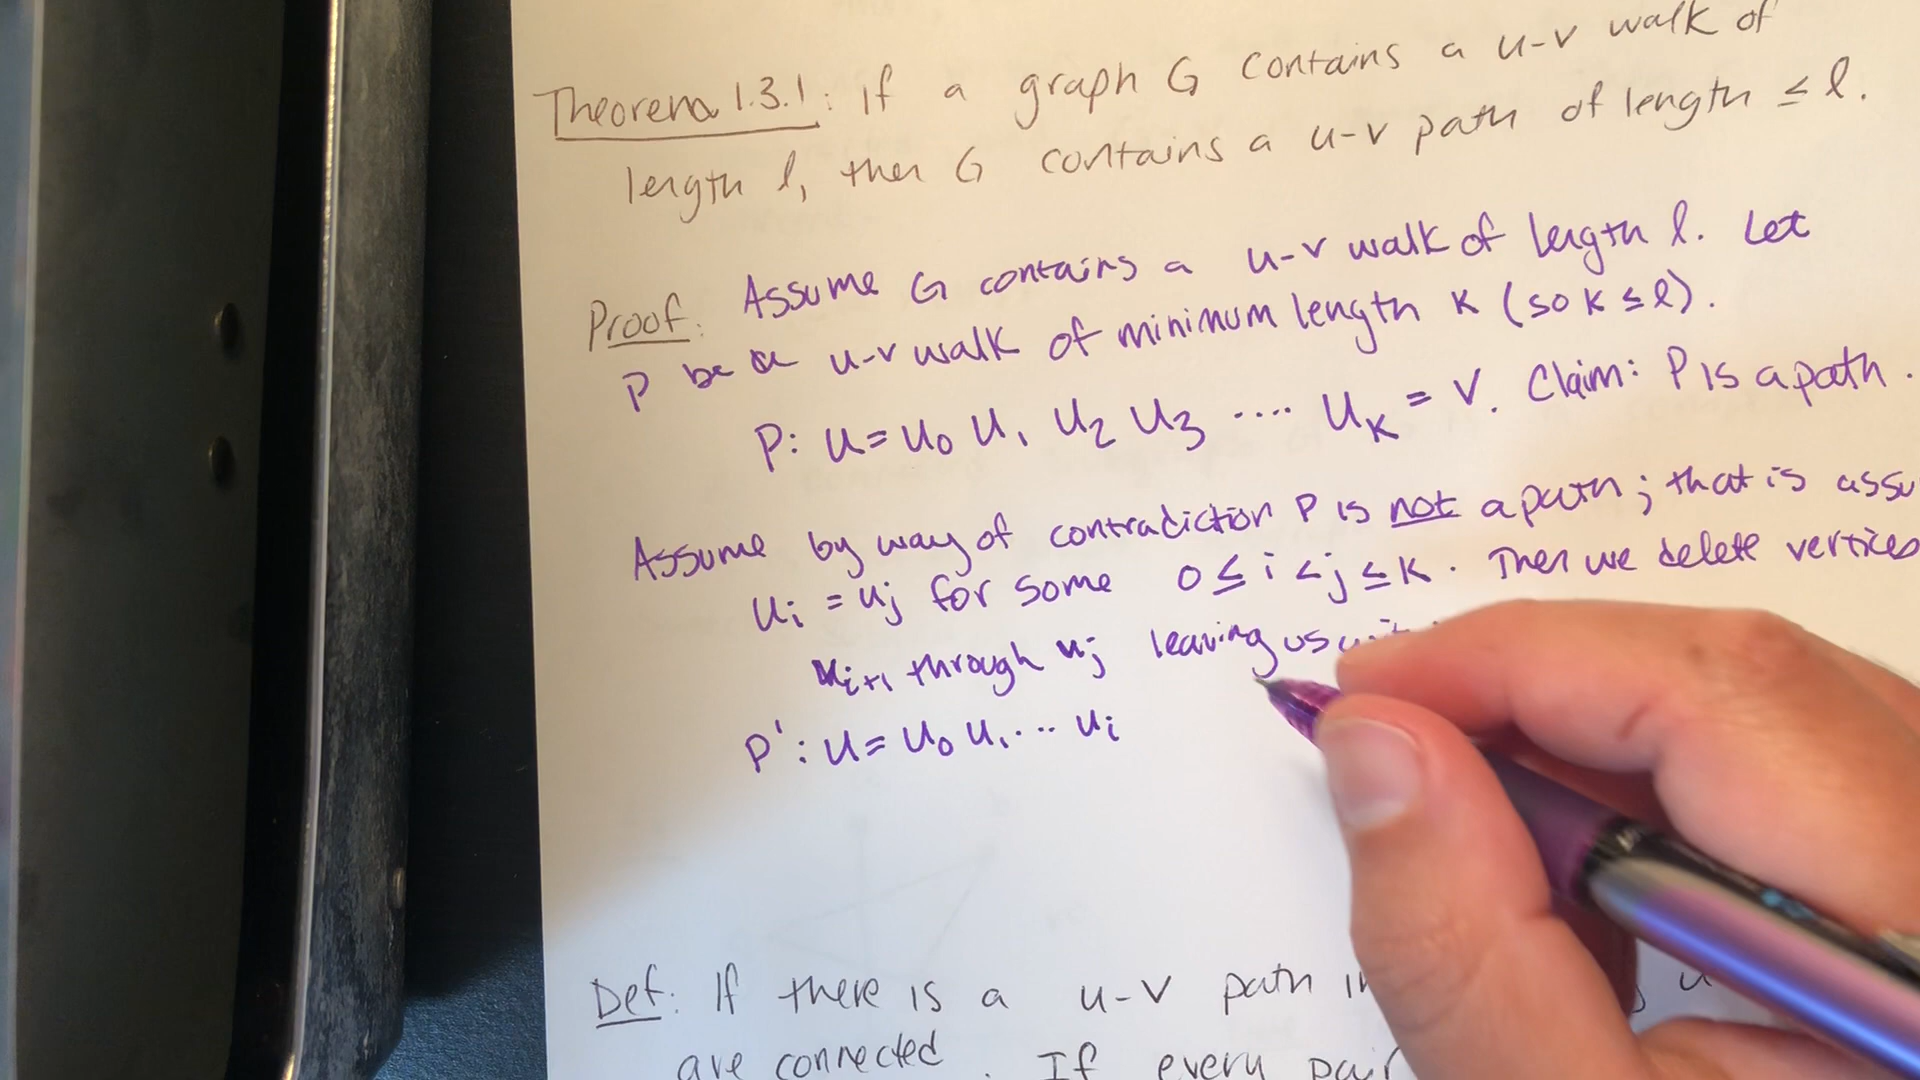 Theorem 1.3.1: If a graph G contains a u-v walk of
length l, then G contains a u-v path of length ≤ l.
Proof: Assume G contains a u-v walk of length l. Let
P be a u-v walk of minimum length k (so k ≤ l).
P: u = u₀ u₁ u₂ u₃ .... uₖ = v. Claim: P is a path.
Assume by way of contradiction P is not a path; that is assu
uᵢ = uⱼ for some 0 ≤ i < j ≤ k. Then we delete vertices
uᵢ₊₁ through uⱼ leaving us
P': u = u₀ u₁... uᵢ
Def: If there is a u-v path in
are connected. If every pair